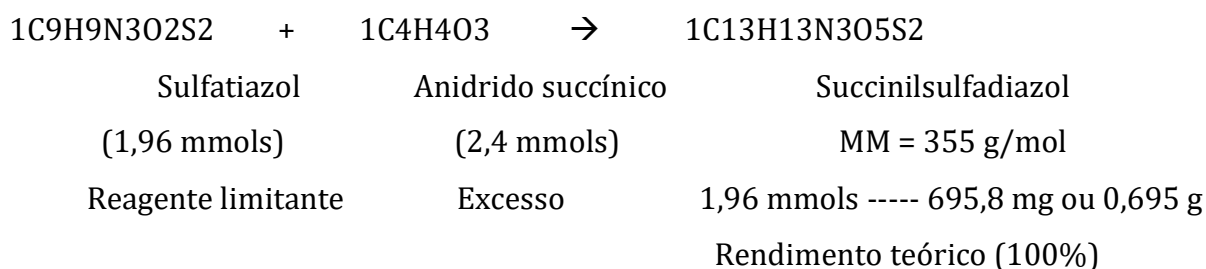 1C9H9N3O2S2 + 1C4H4O3 → 1C13H13N3O5S2
Sulfatiazol Anidrido succínico Succinilsulfadiazol
(1,96 mmols) (2,4 mmols) MM = 355 g/mol
Reagente limitante Excesso 1,96 mmols ----- 695,8 mg ou 0,695 g
Rendimento teórico (100%)